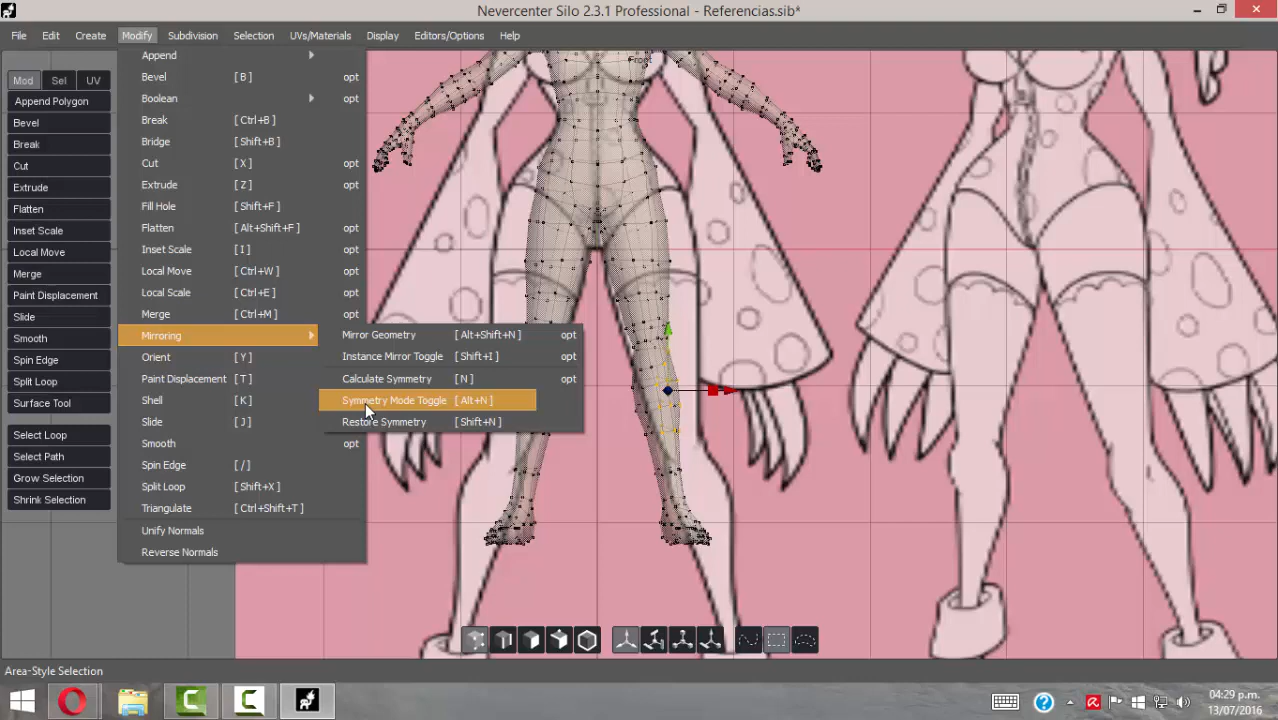 Nevercenter Silo 2.3.1 Professional - Referencias.sib*
File Edit Create Modify Subdivision Selection UVs/Materials Display Editors/Options Help
Mod Sel UV
Append Polygon
Bevel
Break
Cut
Extrude
Flatten
Inset Scale
Local Move
Merge
Paint Displacement
Slide
Smooth
Spin Edge
Split Loop
Surface Tool
Select Loop
Select Path
Grow Selection
Shrink Selection
Append
Bevel [ B ] opt
Boolean opt
Break [ Ctrl+B ]
Bridge [ Shift+B ]
Cut [ X ] opt
Extrude [ Z ] opt
Fill Hole [ Shift+F ]
Flatten [ Alt+Shift+F ] opt
Inset Scale [ I ] opt
Local Move [ Ctrl+W ] opt
Local Scale [ Ctrl+E ] opt
Merge [ Ctrl+M ] opt
Mirroring
Orient [ Y ]
Paint Displacement [ T ]
Shell [ K ]
Slide [ J ]
Smooth opt
Spin Edge [ / ]
Split Loop [ Shift+X ]
Triangulate [ Ctrl+Shift+T ]
Unify Normals
Reverse Normals
Mirror Geometry [ Alt+Shift+N ] opt
Instance Mirror Toggle [ Shift+I ] opt
Calculate Symmetry [ N ] opt
Symmetry Mode Toggle [ Alt+N ]
Restore Symmetry [ Shift+N ]
Front
Area-Style Selection
04:29 p.m.
13/07/2016